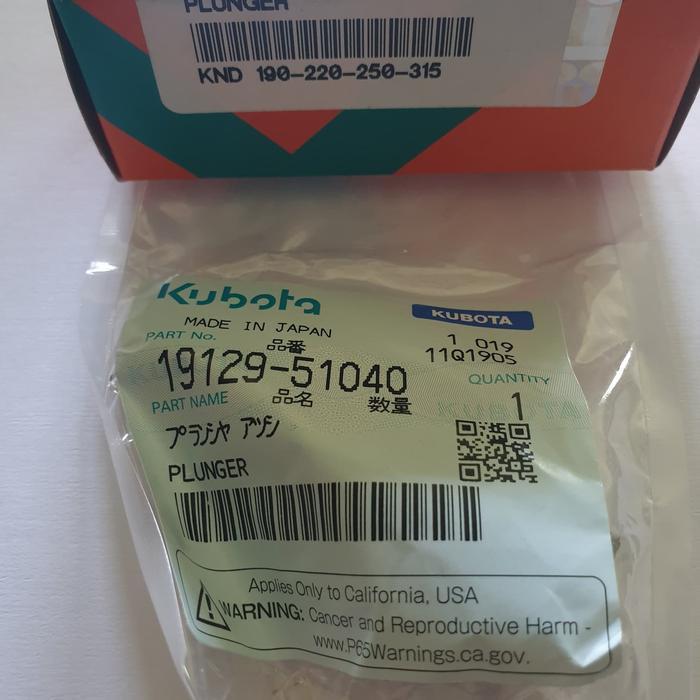 PLUNGER
KND 190-220-250-315
Kubota
KUBOTA
MADE IN JAPAN
PART No.
品番
1 019
11Q1905
19129-51040
QUANTITY
PART NAME
品名
数量
1
プランジャ アツシ
PLUNGER
Applies Only to California, USA
WARNING: Cancer and Reproductive Harm -
www.P65Warnings.ca.gov.